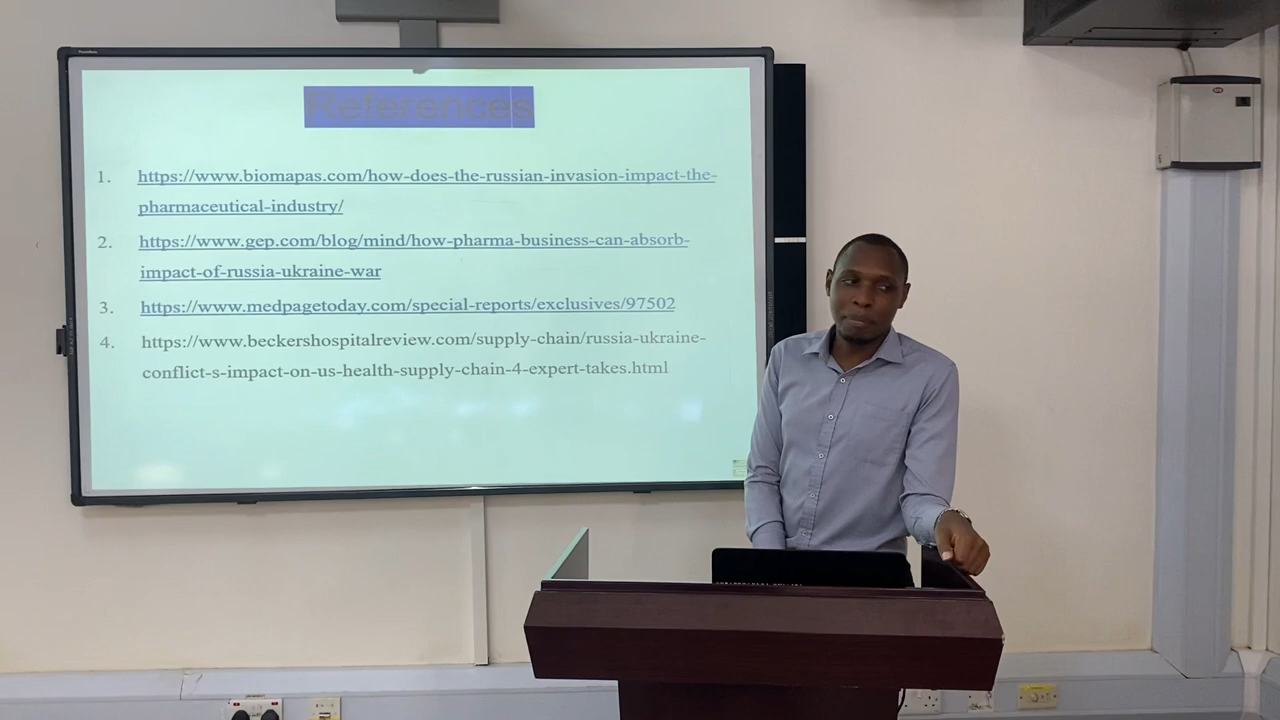 References
1. https://www.biomapas.com/how-does-the-russian-invasion-impact-the-
pharmaceutical-industry/
2. https://www.gep.com/blog/mind/how-pharma-business-can-absorb-
impact-of-russia-ukraine-war
3. https://www.medpagetoday.com/special-reports/exclusives/97502
4. https://www.beckershospitalreview.com/supply-chain/russia-ukraine-
conflict-s-impact-on-us-health-supply-chain-4-expert-takes.html